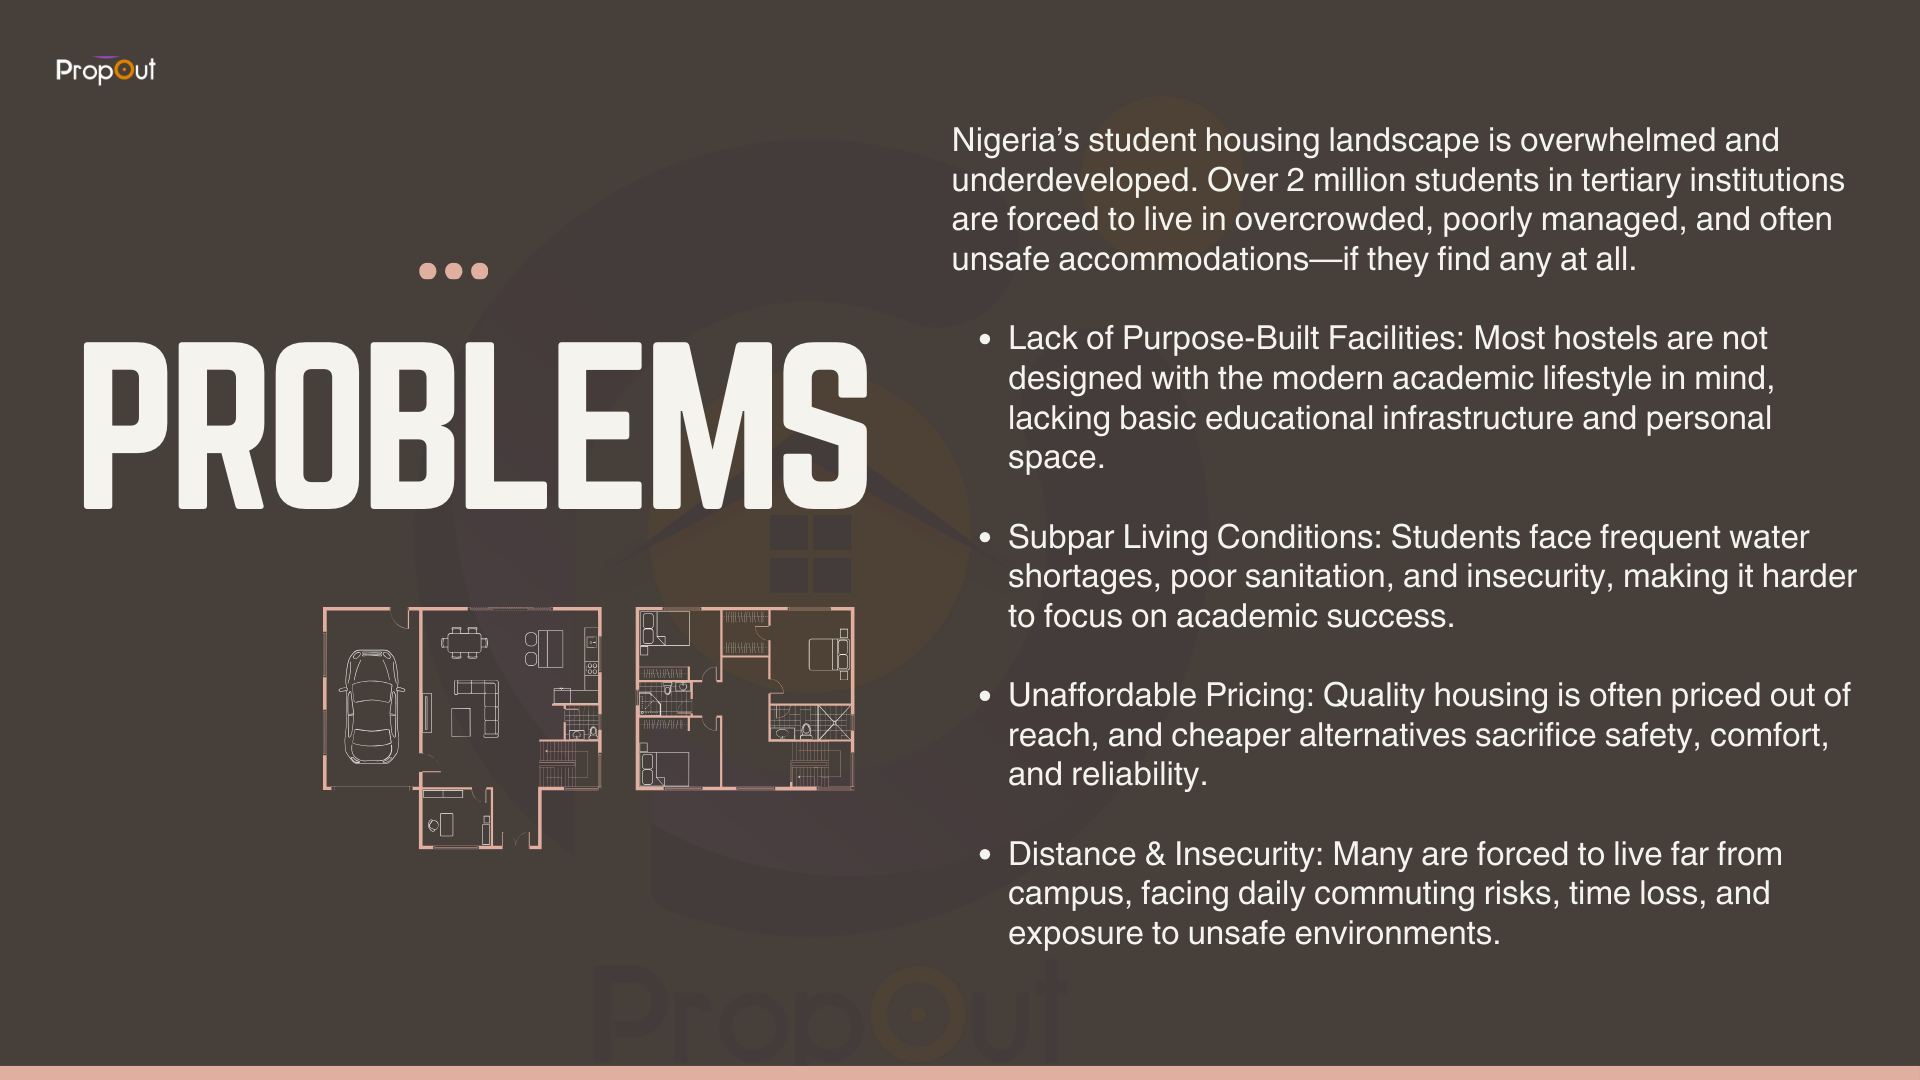 PropOut
PROBLEMS
Nigeria’s student housing landscape is overwhelmed and
underdeveloped. Over 2 million students in tertiary institutions
are forced to live in overcrowded, poorly managed, and often
unsafe accommodations—if they find any at all.
• Lack of Purpose-Built Facilities: Most hostels are not
designed with the modern academic lifestyle in mind,
lacking basic educational infrastructure and personal
space.
• Subpar Living Conditions: Students face frequent water
shortages, poor sanitation, and insecurity, making it harder
to focus on academic success.
• Unaffordable Pricing: Quality housing is often priced out of
reach, and cheaper alternatives sacrifice safety, comfort,
and reliability.
• Distance & Insecurity: Many are forced to live far from
campus, facing daily commuting risks, time loss, and
exposure to unsafe environments.
PropOut